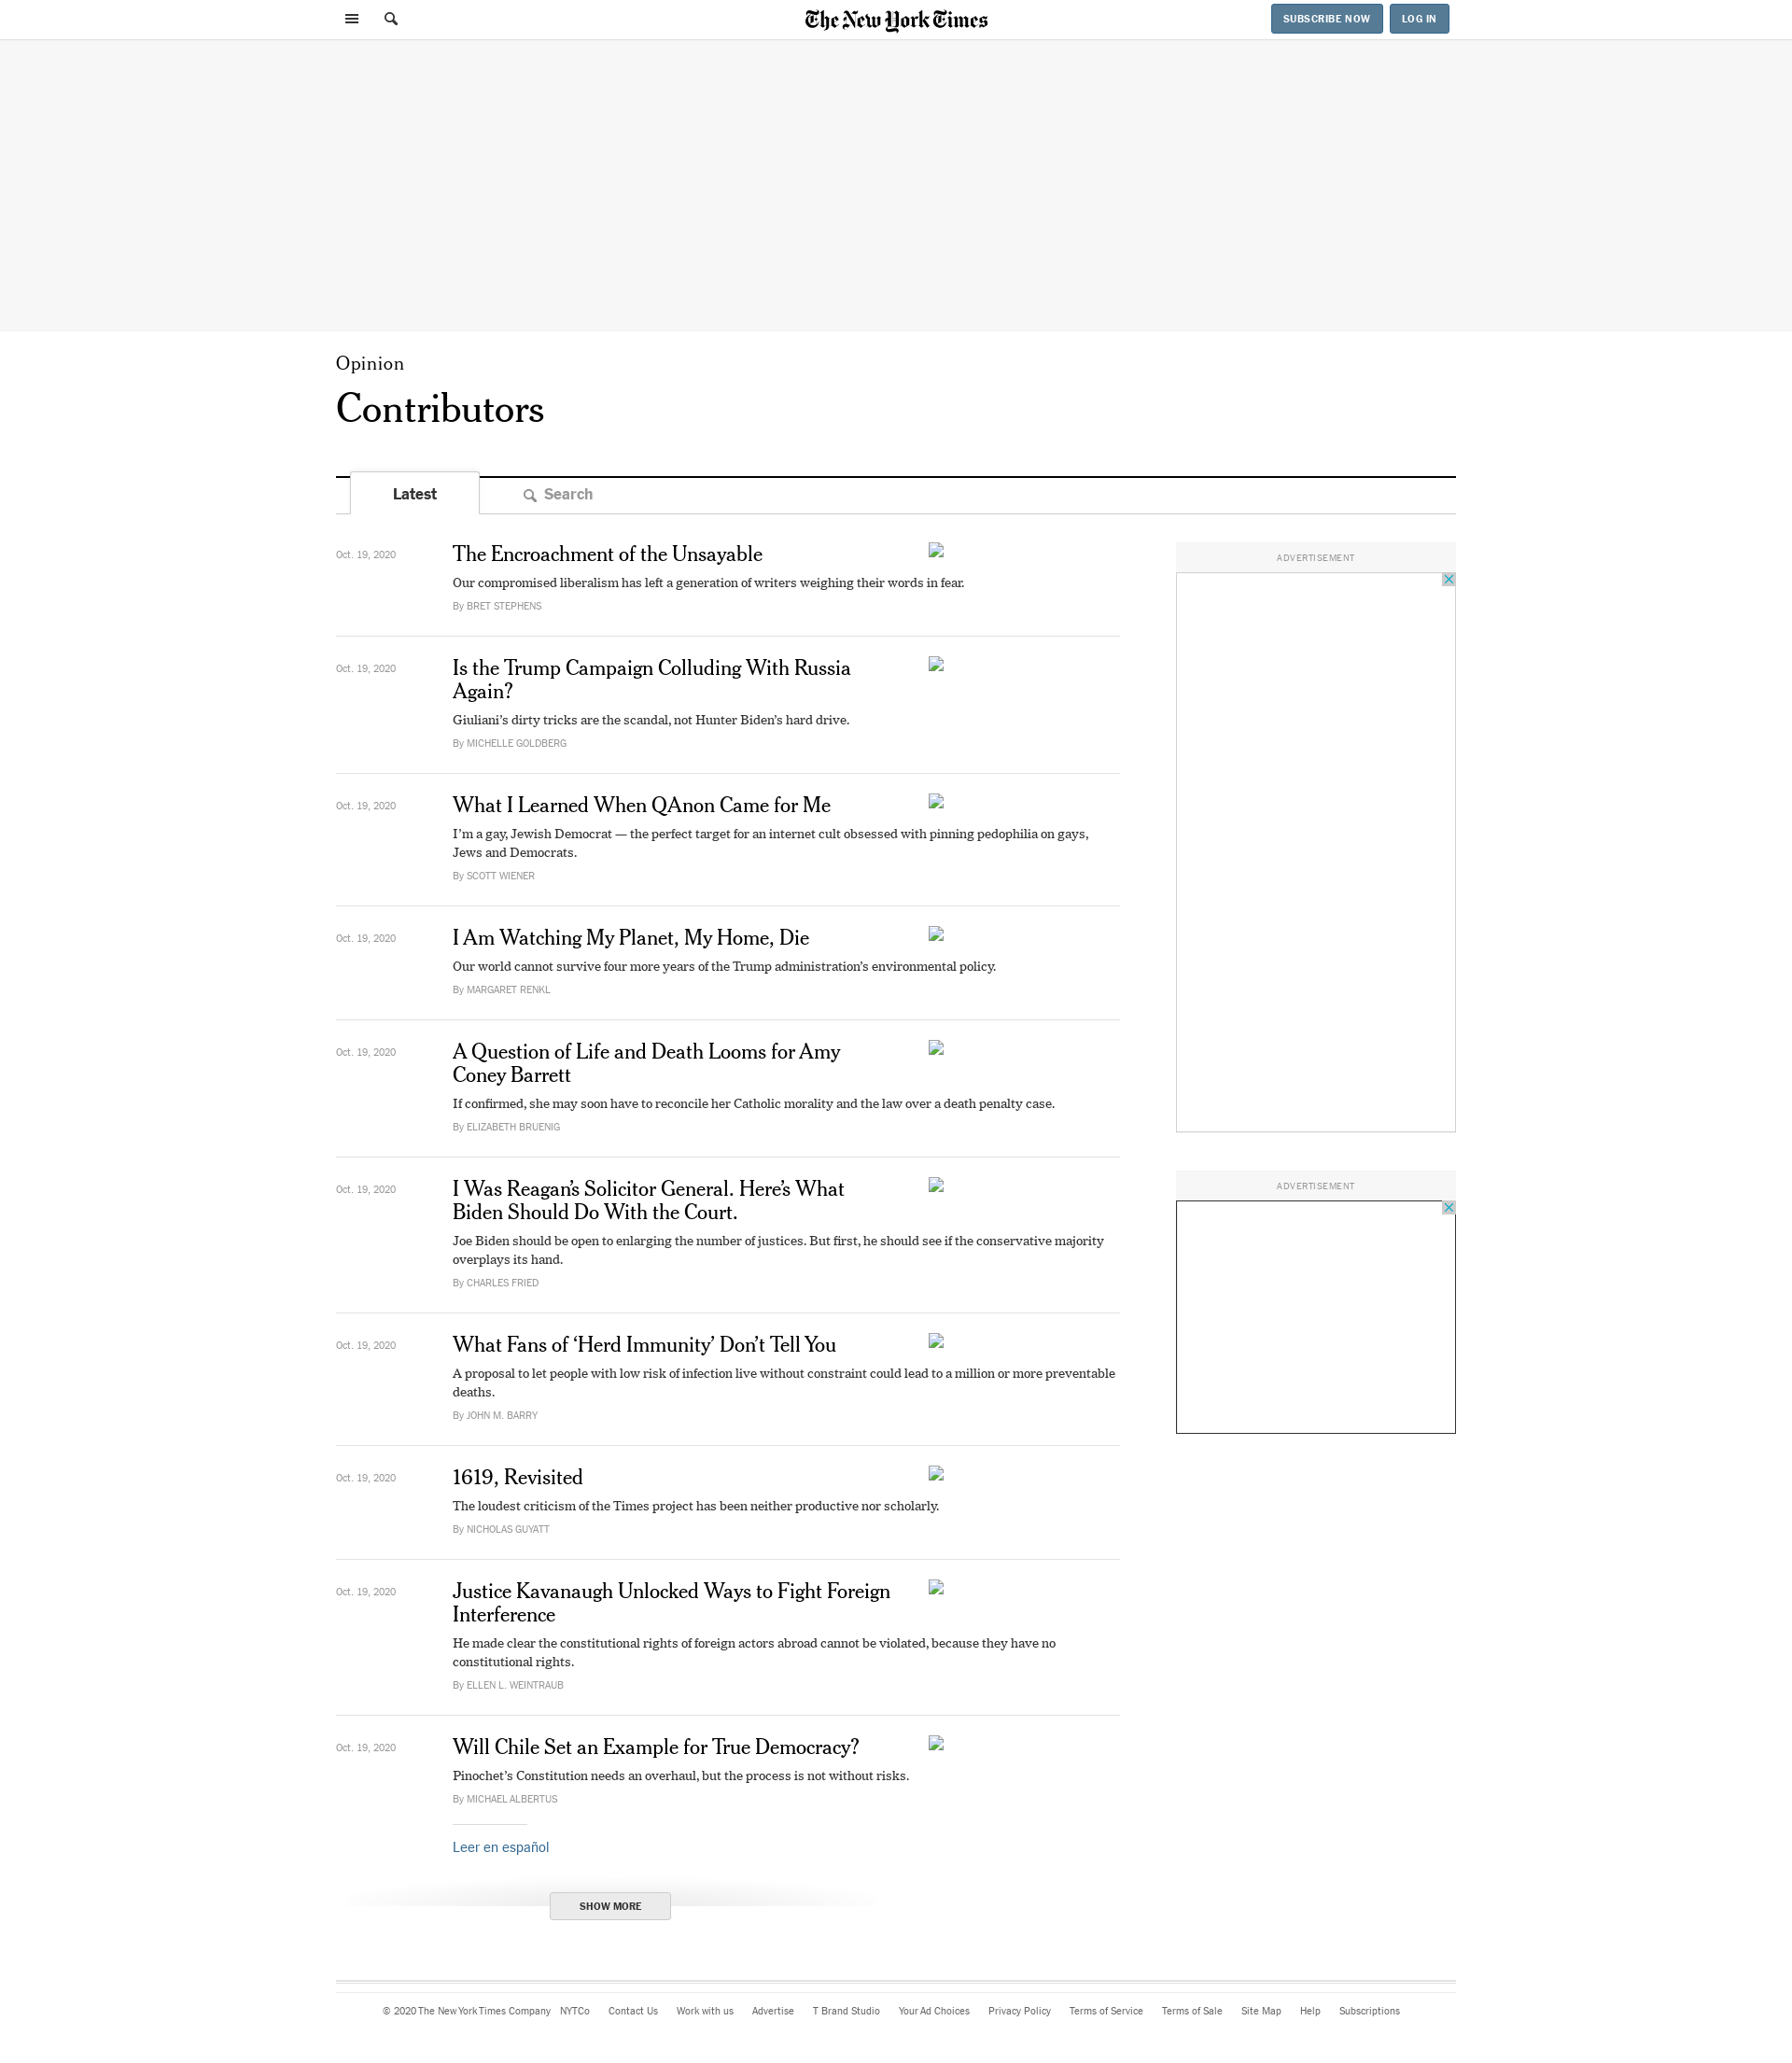 The New York Times
SUBSCRIBE NOW
LOG IN
Opinion
Contributors
Latest
Search
Oct. 19, 2020
The Encroachment of the Unsayable
Our compromised liberalism has left a generation of writers weighing their words in fear.
By BRET STEPHENS
Oct. 19, 2020
Is the Trump Campaign Colluding With Russia
Again?
Giuliani’s dirty tricks are the scandal, not Hunter Biden’s hard drive.
By MICHELLE GOLDBERG
Oct. 19, 2020
What I Learned When QAnon Came for Me
I’m a gay, Jewish Democrat — the perfect target for an internet cult obsessed with pinning pedophilia on gays,
Jews and Democrats.
By SCOTT WIENER
Oct. 19, 2020
I Am Watching My Planet, My Home, Die
Our world cannot survive four more years of the Trump administration’s environmental policy.
By MARGARET RENKL
Oct. 19, 2020
A Question of Life and Death Looms for Amy
Coney Barrett
If confirmed, she may soon have to reconcile her Catholic morality and the law over a death penalty case.
By ELIZABETH BRUENIG
Oct. 19, 2020
I Was Reagan’s Solicitor General. Here’s What
Biden Should Do With the Court.
Joe Biden should be open to enlarging the number of justices. But first, he should see if the conservative majority
overplays its hand.
By CHARLES FRIED
Oct. 19, 2020
What Fans of ‘Herd Immunity’ Don’t Tell You
A proposal to let people with low risk of infection live without constraint could lead to a million or more preventable
deaths.
By JOHN M. BARRY
Oct. 19, 2020
1619, Revisited
The loudest criticism of the Times project has been neither productive nor scholarly.
By NICHOLAS GUYATT
Oct. 19, 2020
Justice Kavanaugh Unlocked Ways to Fight Foreign
Interference
He made clear the constitutional rights of foreign actors abroad cannot be violated, because they have no
constitutional rights.
By ELLEN L. WEINTRAUB
Oct. 19, 2020
Will Chile Set an Example for True Democracy?
Pinochet’s Constitution needs an overhaul, but the process is not without risks.
By MICHAEL ALBERTUS
Leer en español
SHOW MORE
ADVERTISEMENT
ADVERTISEMENT
© 2020 The New York Times Company NYTCo Contact Us Work with us Advertise T Brand Studio Your Ad Choices Privacy Policy Terms of Service Terms of Sale Site Map Help Subscriptions